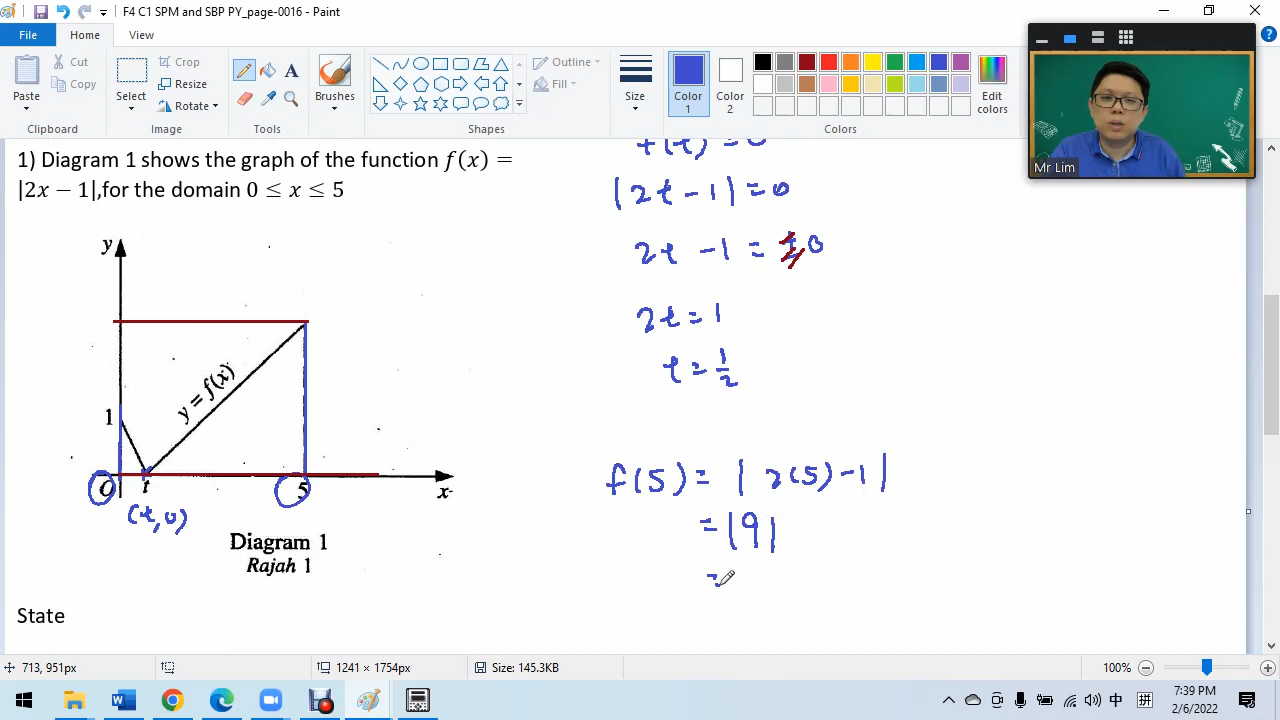 F4 C1 SPM and SBP PY_page-0016 - Paint
File Home View
Cut
Copy
Paste
Crop
Resize
Rotate
Select
Brushes
Outline
Fill
Size
Color 1
Color 2
Edit colors
Clipboard Image Tools Shapes Colors
Mr Lim
1) Diagram 1 shows the graph of the function f(x) =
|2x − 1|,for the domain 0 ≤ x ≤ 5
y
1
y = f(x)
O t 5 x
(t, 0)
Diagram 1
Rajah 1
State
f(t) = 0
|2t - 1| = 0
2t - 1 = ±0
2t = 1
t = 1/2
f(5) = | 2(5) - 1 |
= |9|
=
713, 951px
1241 × 1754px
Size: 145.3KB
100%
中
拼
7:39 PM
2/6/2022